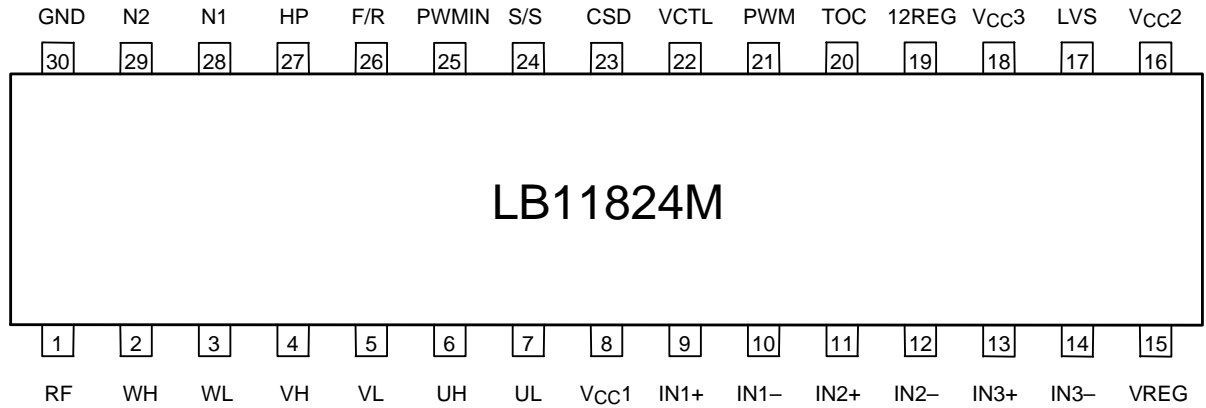 GND N2 N1 HP F/R PWMIN S/S CSD VCTL PWM TOC 12REG VCC3 LVS VCC2
30 29 28 27 26 25 24 23 22 21 20 19 18 17 16
LB11824M
1 2 3 4 5 6 7 8 9 10 11 12 13 14 15
RF WH WL VH VL UH UL VCC1 IN1+ IN1– IN2+ IN2– IN3+ IN3– VREG